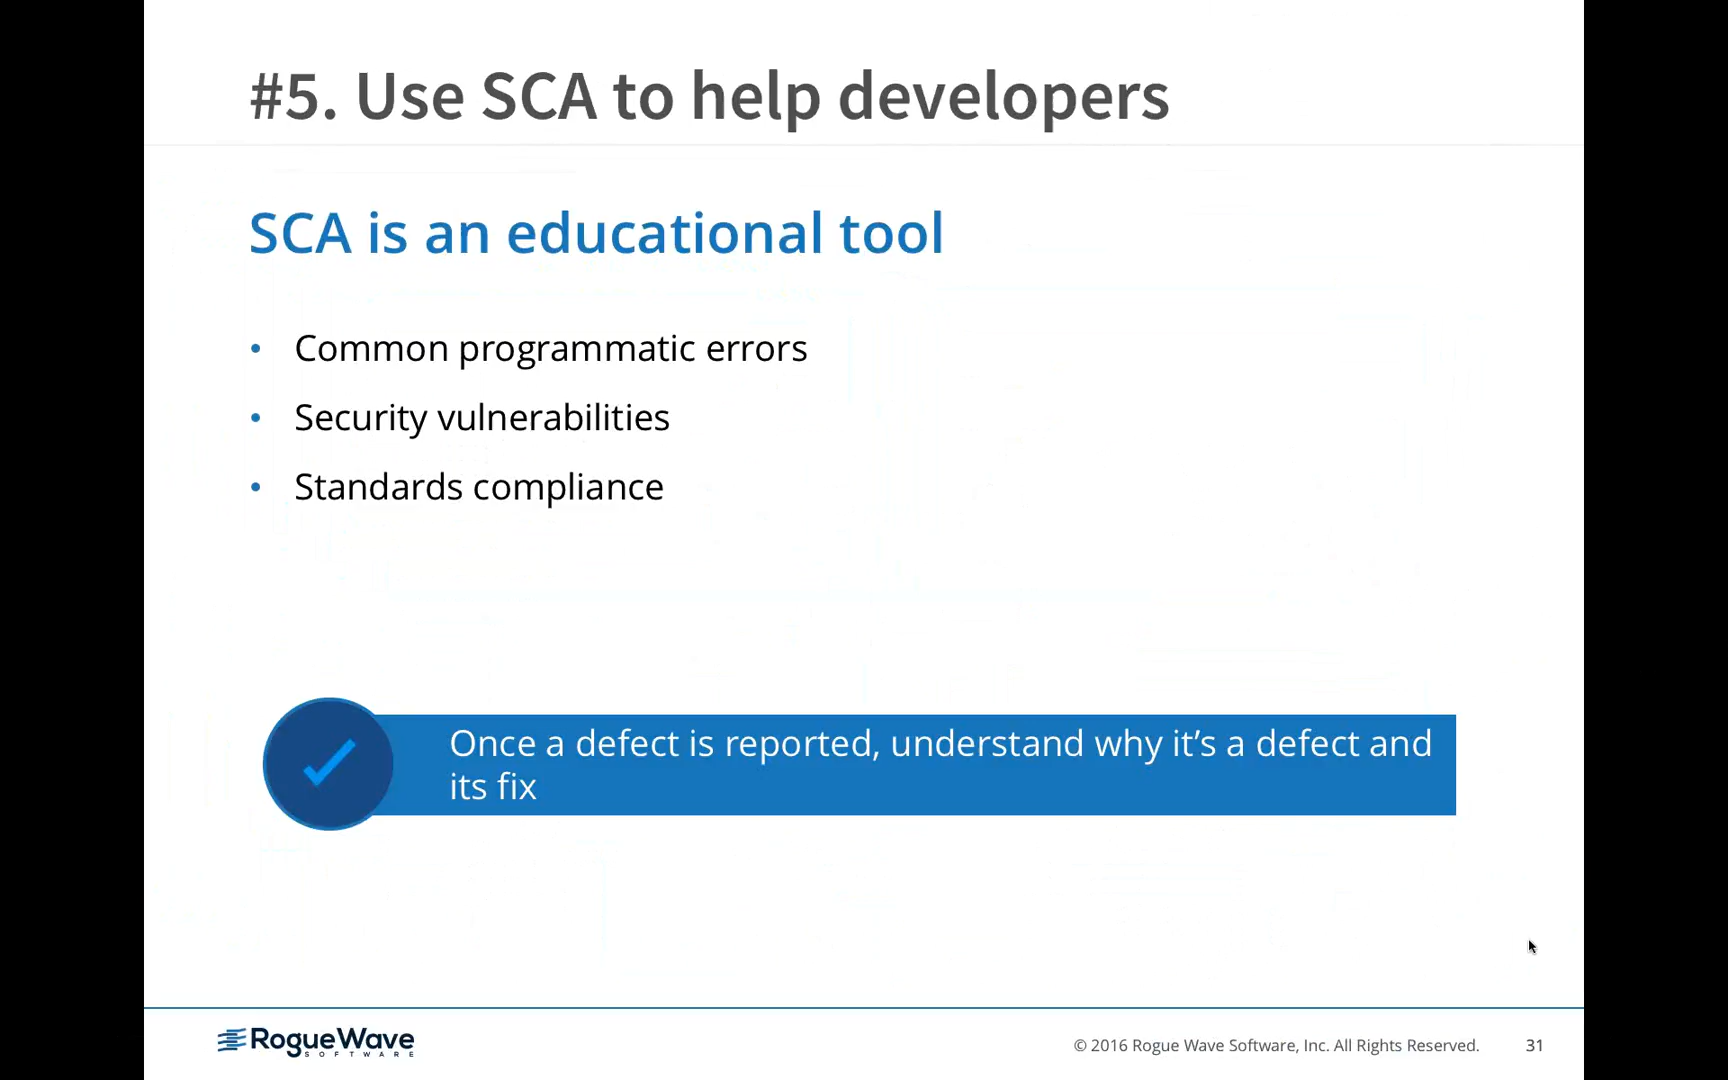 #5. Use SCA to help developers
SCA is an educational tool
• Common programmatic errors
• Security vulnerabilities
• Standards compliance
Once a defect is reported, understand why it’s a defect and
its fix
RogueWave
SOFTWARE
© 2016 Rogue Wave Software, Inc. All Rights Reserved.
31